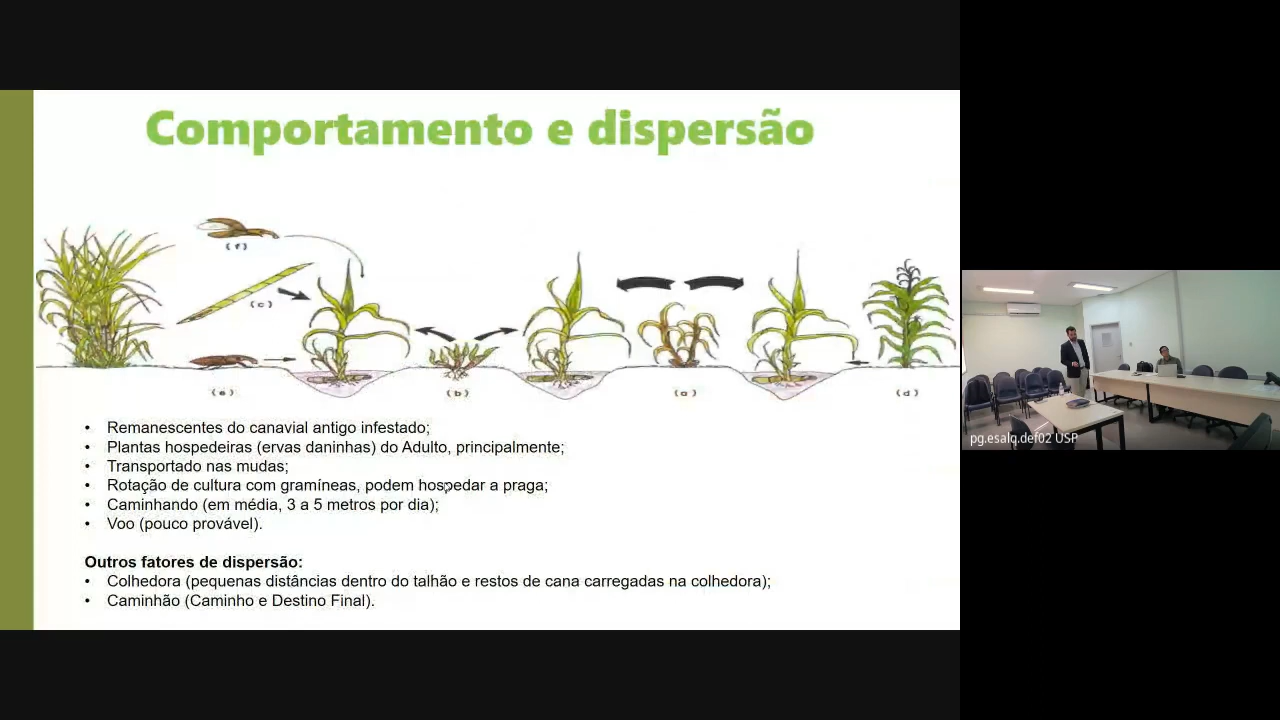 Comportamento e dispersão
(f)
(c)
(e)
(b)
(a)
(d)
• Remanescentes do canavial antigo infestado;
• Plantas hospedeiras (ervas daninhas) do Adulto, principalmente;
• Transportado nas mudas;
• Rotação de cultura com gramíneas, podem hospedar a praga;
• Caminhando (em média, 3 a 5 metros por dia);
• Voo (pouco provável).
Outros fatores de dispersão:
• Colhedora (pequenas distâncias dentro do talhão e restos de cana carregadas na colhedora);
• Caminhão (Caminho e Destino Final).
pg.esalq.def02 USP